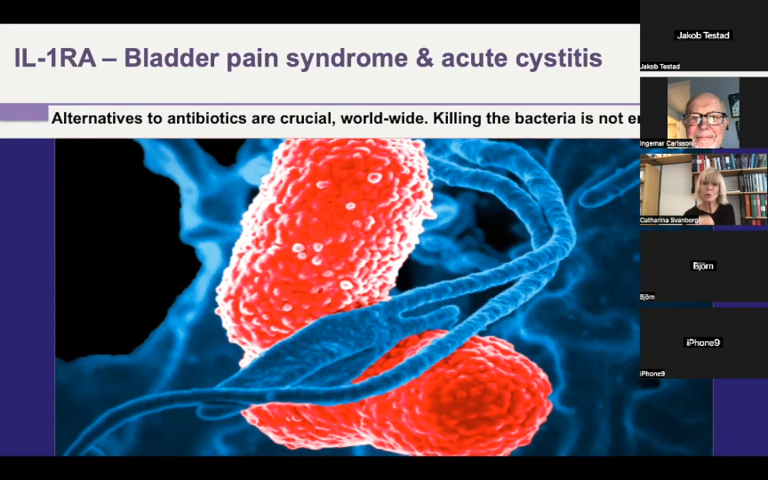 IL-1RA – Bladder pain syndrome & acute cystitis
Alternatives to antibiotics are crucial, world-wide. Killing the bacteria is not
Jakob Testad
Jakob Testad
Ingemar Carlsson
Catharina Svanborg
Björn
Björn
iPhone9
iPhone9